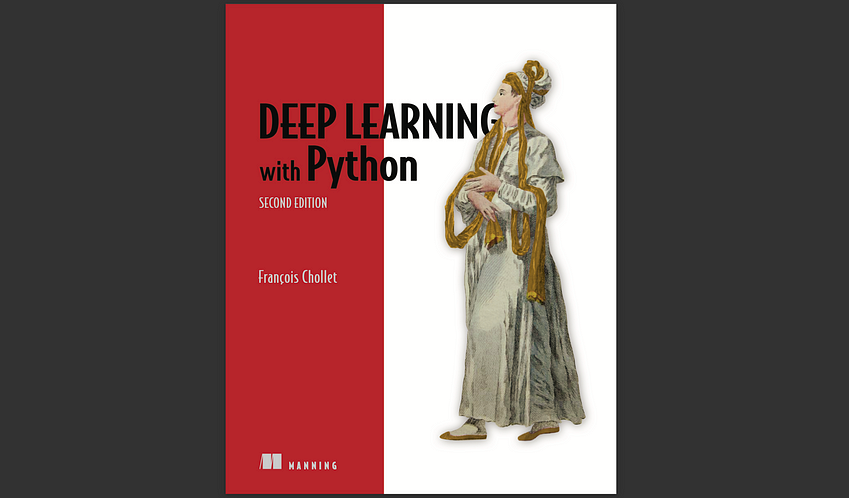 DEEP LEARNING
with Python
SECOND EDITION
François Chollet
MANNING